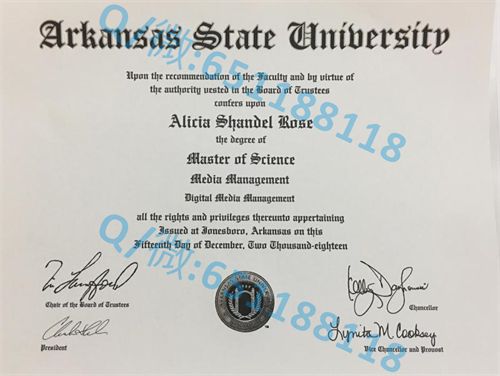 Arkansas State University
Upon the recommendation of the Faculty and by virtue of
the authority vested in the Board of Trustees
confers upon
Alicia Shandel Rose
the degree of
Master of Science
Media Management
Digital Media Management
all the rights and privileges thereunto appertaining
Issued at Jonesboro, Arkansas on this
Fifteenth Day of December, Two Thousand-eighteen
Chair of the Board of Trustees
Chancellor
Lynita M Cooksey
President
Vice Chancellor and Provost
Q/微:651188118
Q/微:651188118